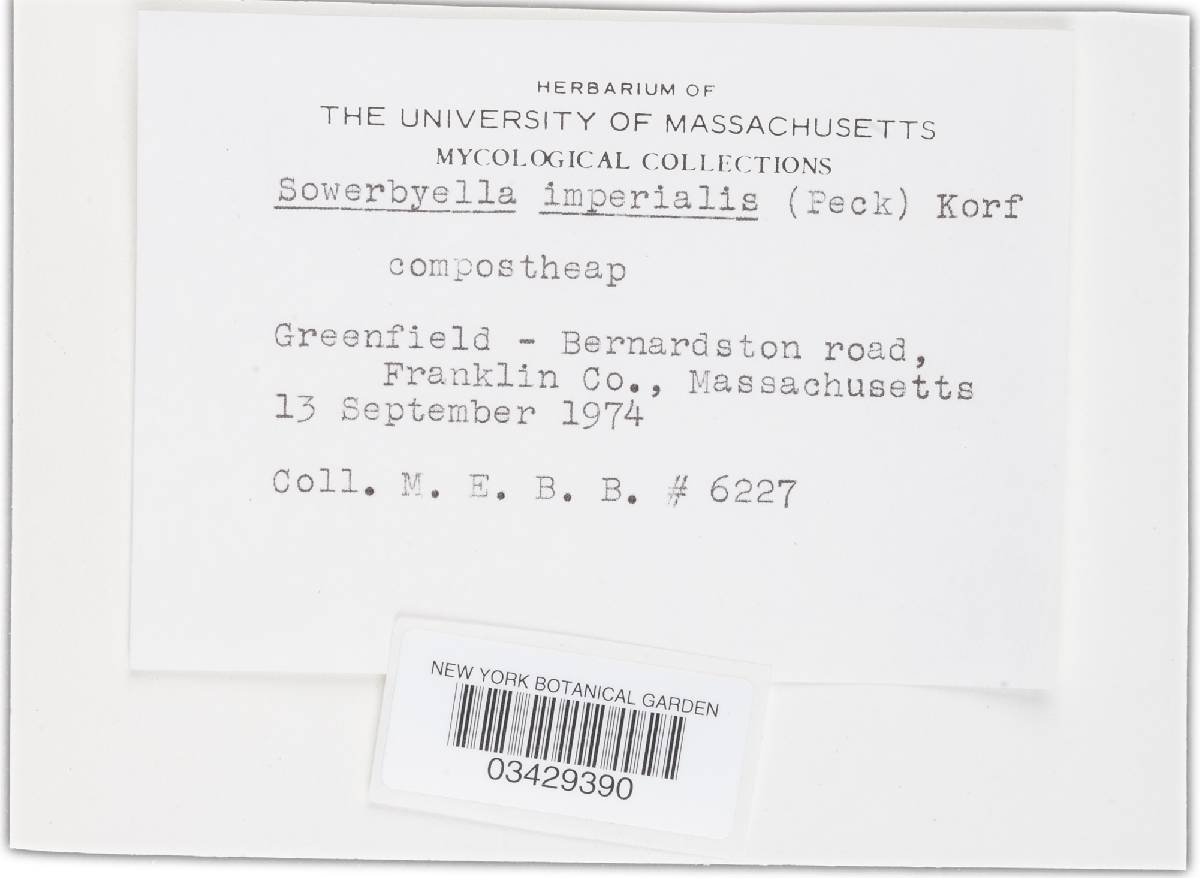 HERBARIUM OF
THE UNIVERSITY OF MASSACHUSETTS
MYCOLOGICAL COLLECTIONS
Sowerbyella imperialis (Peck) Korf
compostheap
Greenfield - Bernardston road,
Franklin Co., Massachusetts
13 September 1974
Coll. M. E. B. B. # 6227
NEW YORK BOTANICAL GARDEN
03429390